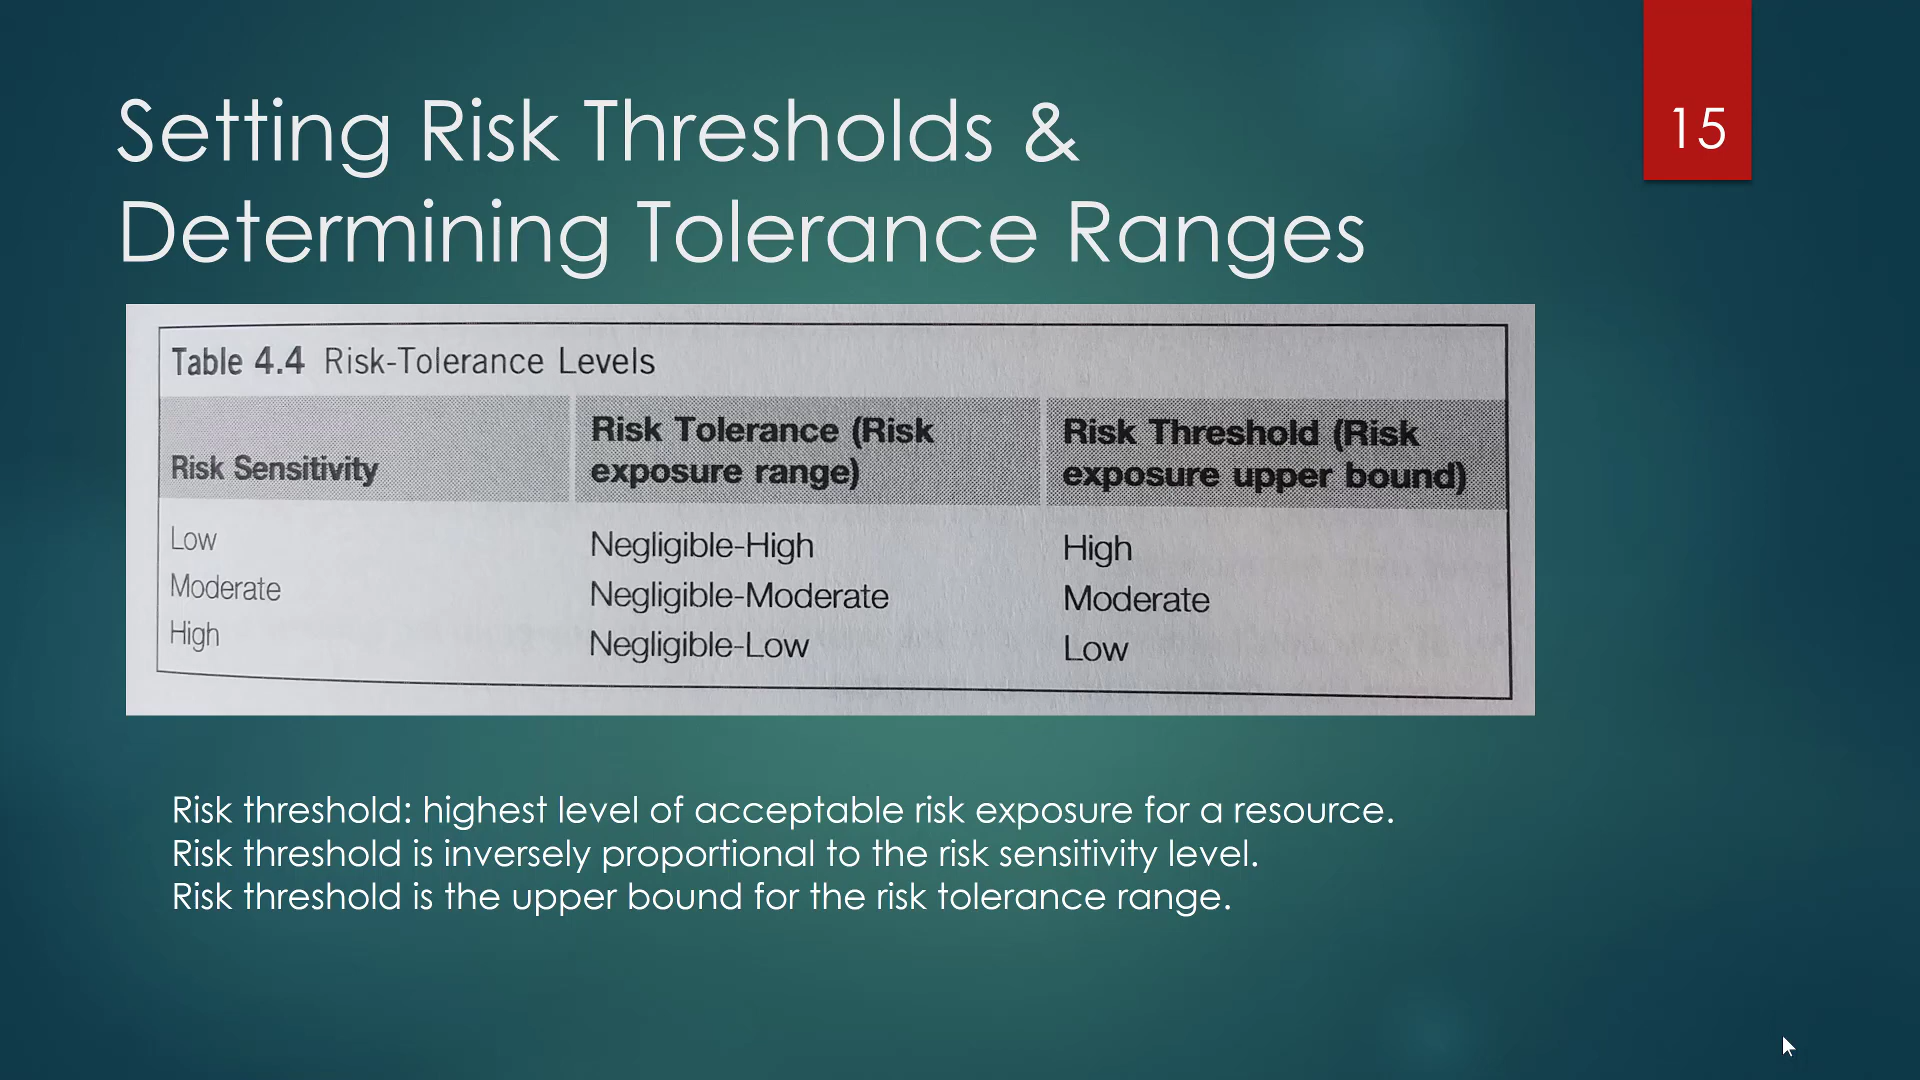 Setting Risk Thresholds &
Determining Tolerance Ranges
15
Table 4.4 Risk-Tolerance Levels
Risk Sensitivity
Risk Tolerance (Risk
exposure range)
Risk Threshold (Risk
exposure upper bound)
Low Negligible-High High
Moderate Negligible-Moderate Moderate
High Negligible-Low Low
Risk threshold: highest level of acceptable risk exposure for a resource.
Risk threshold is inversely proportional to the risk sensitivity level.
Risk threshold is the upper bound for the risk tolerance range.